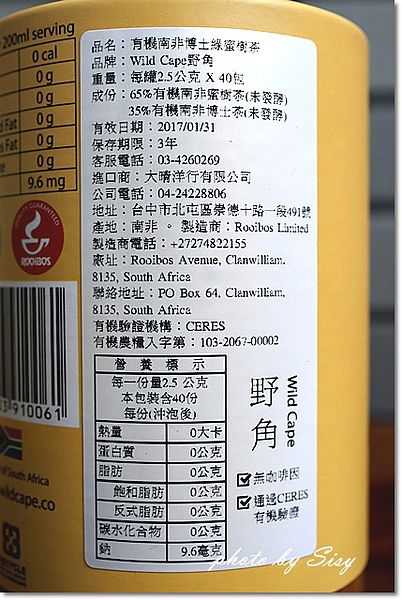 200ml serving
0 cal
0 g
0 g
Fat
0 g
Fat
0 g
0 g
9.6 mg
QUALITY GUARANTEED
ROOIBOS
3 910061
of South Africa
wildcape.co
RECYCLE
品名：有機南非博士綠蜜樹茶
品牌：Wild Cape野角
重量：每罐2.5公克 X 40包
成份：65%有機南非蜜樹茶(未發酵)
35%有機南非博士茶(未發酵)
有效日期：2017/01/31
保存期限：3年
客服電話：03-4260269
進口商：大晴洋行有限公司
公司電話：04-24228806
地址：台中市北屯區崇德十路一段491號
產地：南非 。 製造商：Rooibos Limited
製造商電話：+27274822155
廠址：Rooibos Avenue, Clanwilliam,
8135, South Africa
聯絡地址：PO Box 64, Clanwilliam,
8135, South Africa
有機驗證機構：CERES
有機農糧入字第：103-2067-00002
營 養 標 示
每一份量2.5 公克
本包裝含40份
每份(沖泡後)
熱量 0大卡
蛋白質 0公克
脂肪 0公克
飽和脂肪 0公克
反式脂肪 0公克
碳水化合物 0公克
鈉 9.6毫克
Wild Cape
野角
無咖啡因
通過CERES
有機驗證
photo by Sisy